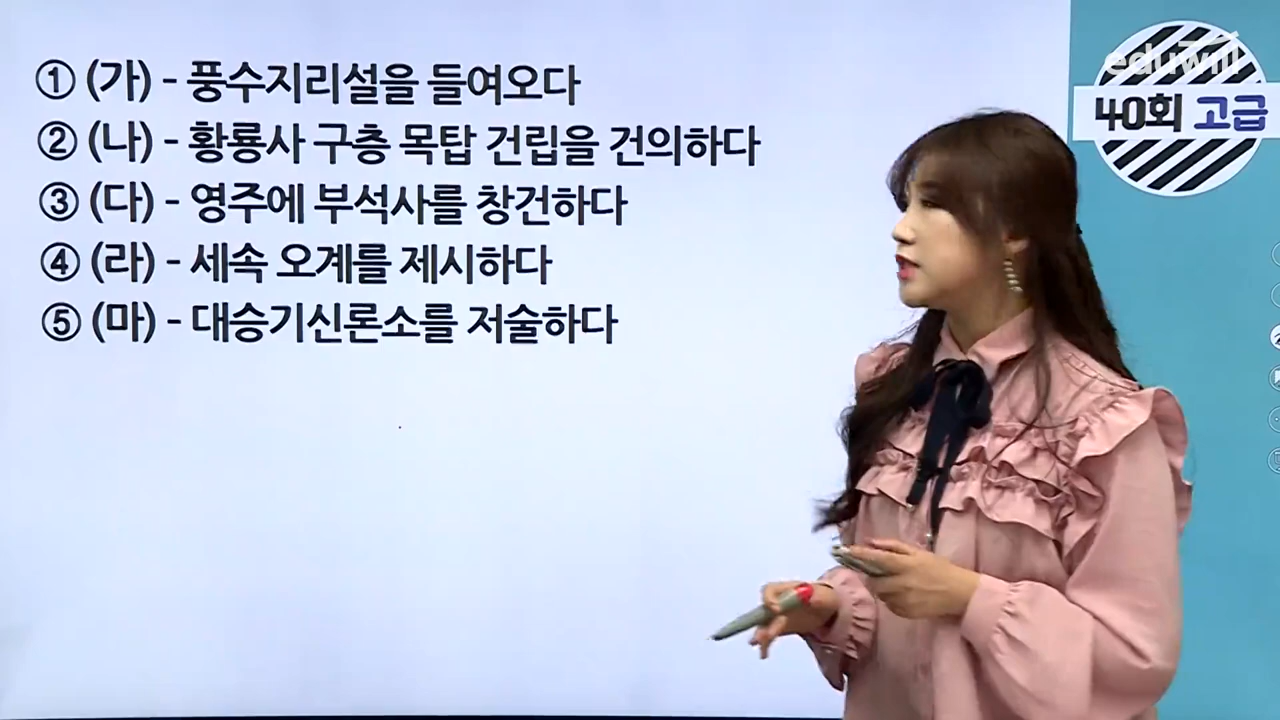 ① (가) - 풍수지리설을 들여오다
② (나) - 황룡사 구층 목탑 건립을 건의하다
③ (다) - 영주에 부석사를 창건하다
④ (라) - 세속 오계를 제시하다
⑤ (마) - 대승기신론소를 저술하다
eduwill
40회 고급